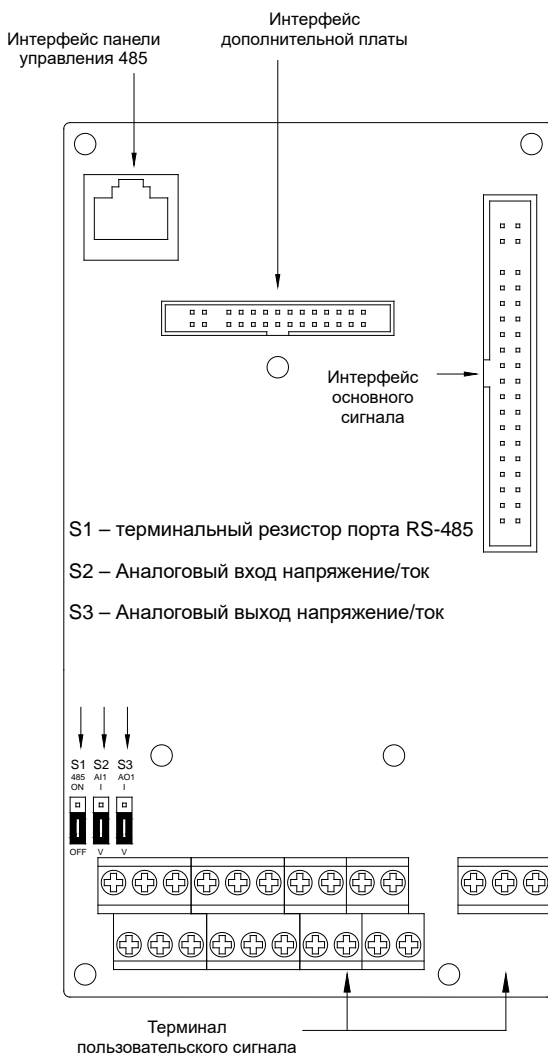 Интерфейс панели
управления 485
Интерфейс
дополнительной платы
Интерфейс
основного
сигнала
S1 – терминальный резистор порта RS-485
S2 – Аналоговый вход напряжение/ток
S3 – Аналоговый выход напряжение/ток
S1 S2 S3
485 AI1 AO1
ON I I
OFF V V
Терминал
пользовательского сигнала